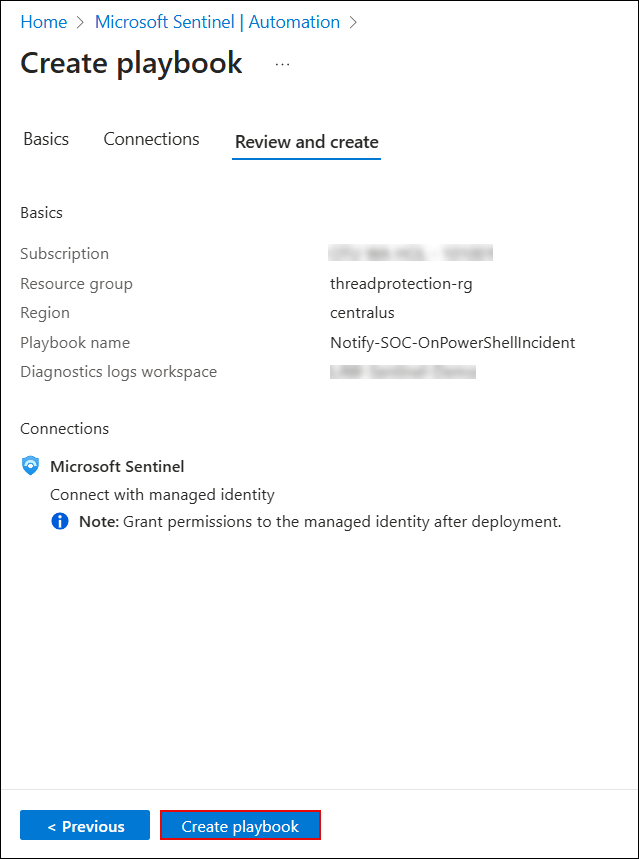 Home > Microsoft Sentinel | Automation >
Create playbook ...
Basics Connections Review and create
Basics
Subscription
Resource group threadprotection-rg
Region centralus
Playbook name Notify-SOC-OnPowerShellIncident
Diagnostics logs workspace
Connections
Microsoft Sentinel
Connect with managed identity
Note: Grant permissions to the managed identity after deployment.
< Previous Create playbook